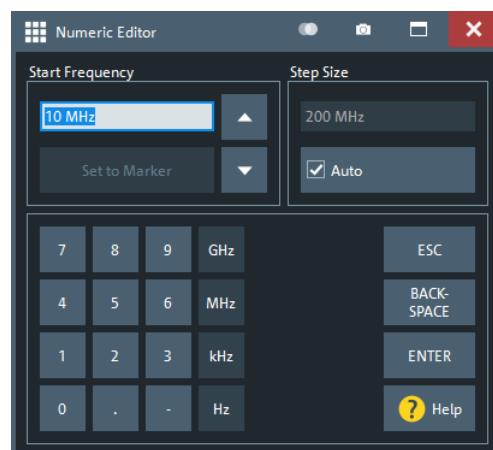 Numeric Editor
Start Frequency
Step Size
10 MHz
200 MHz
Set to Marker
Auto
7 8 9 GHz ESC
4 5 6 MHz BACK-
SPACE
1 2 3 kHz ENTER
0 . - Hz ? Help